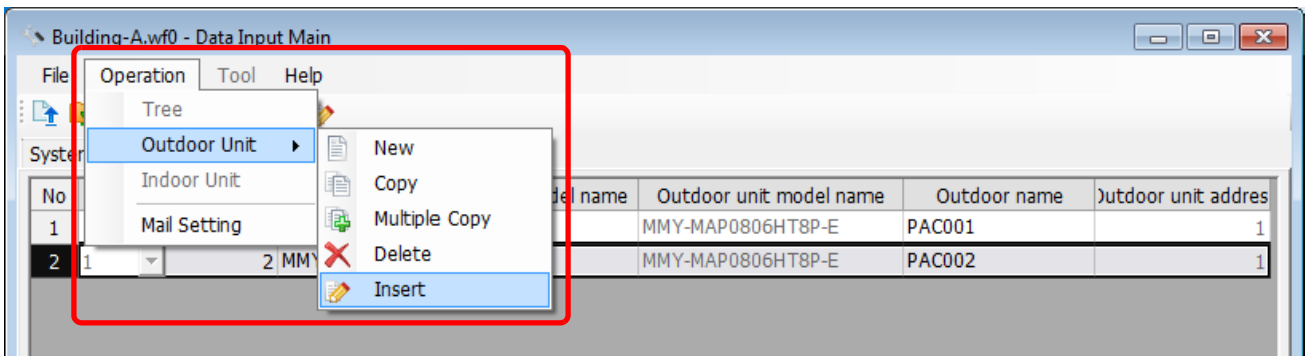 Building-A.wf0 - Data Input Main
File Operation Tool Help
Tree
Outdoor Unit
Indoor Unit
Mail Setting
New
Copy
Multiple Copy
Delete
Insert
System
No del name Outdoor unit model name Outdoor name Outdoor unit addres
1 MMY-MAP0806HT8P-E PAC001 1
2 1 2 MMY MMY-MAP0806HT8P-E PAC002 1